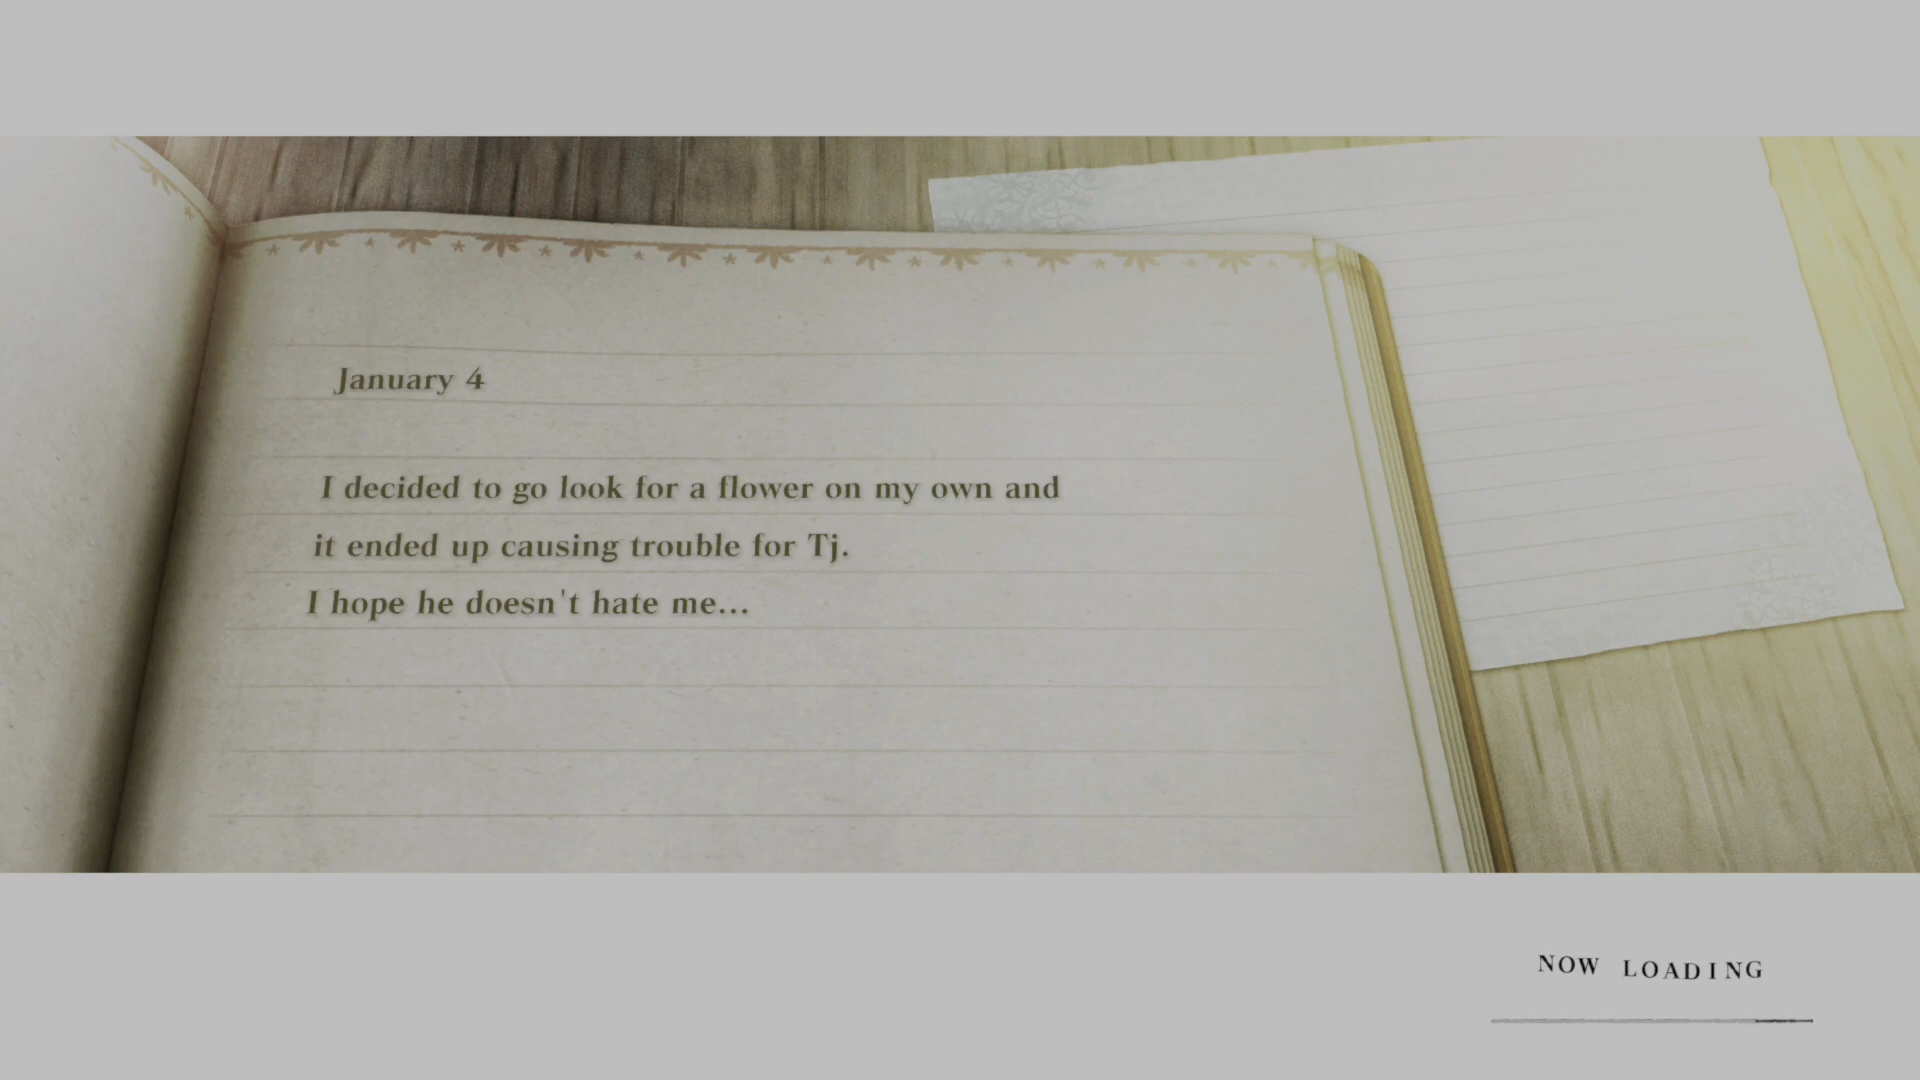 January 4
I decided to go look for a flower on my own and
it ended up causing trouble for Tj.
I hope he doesn't hate me...
NOW LOADING